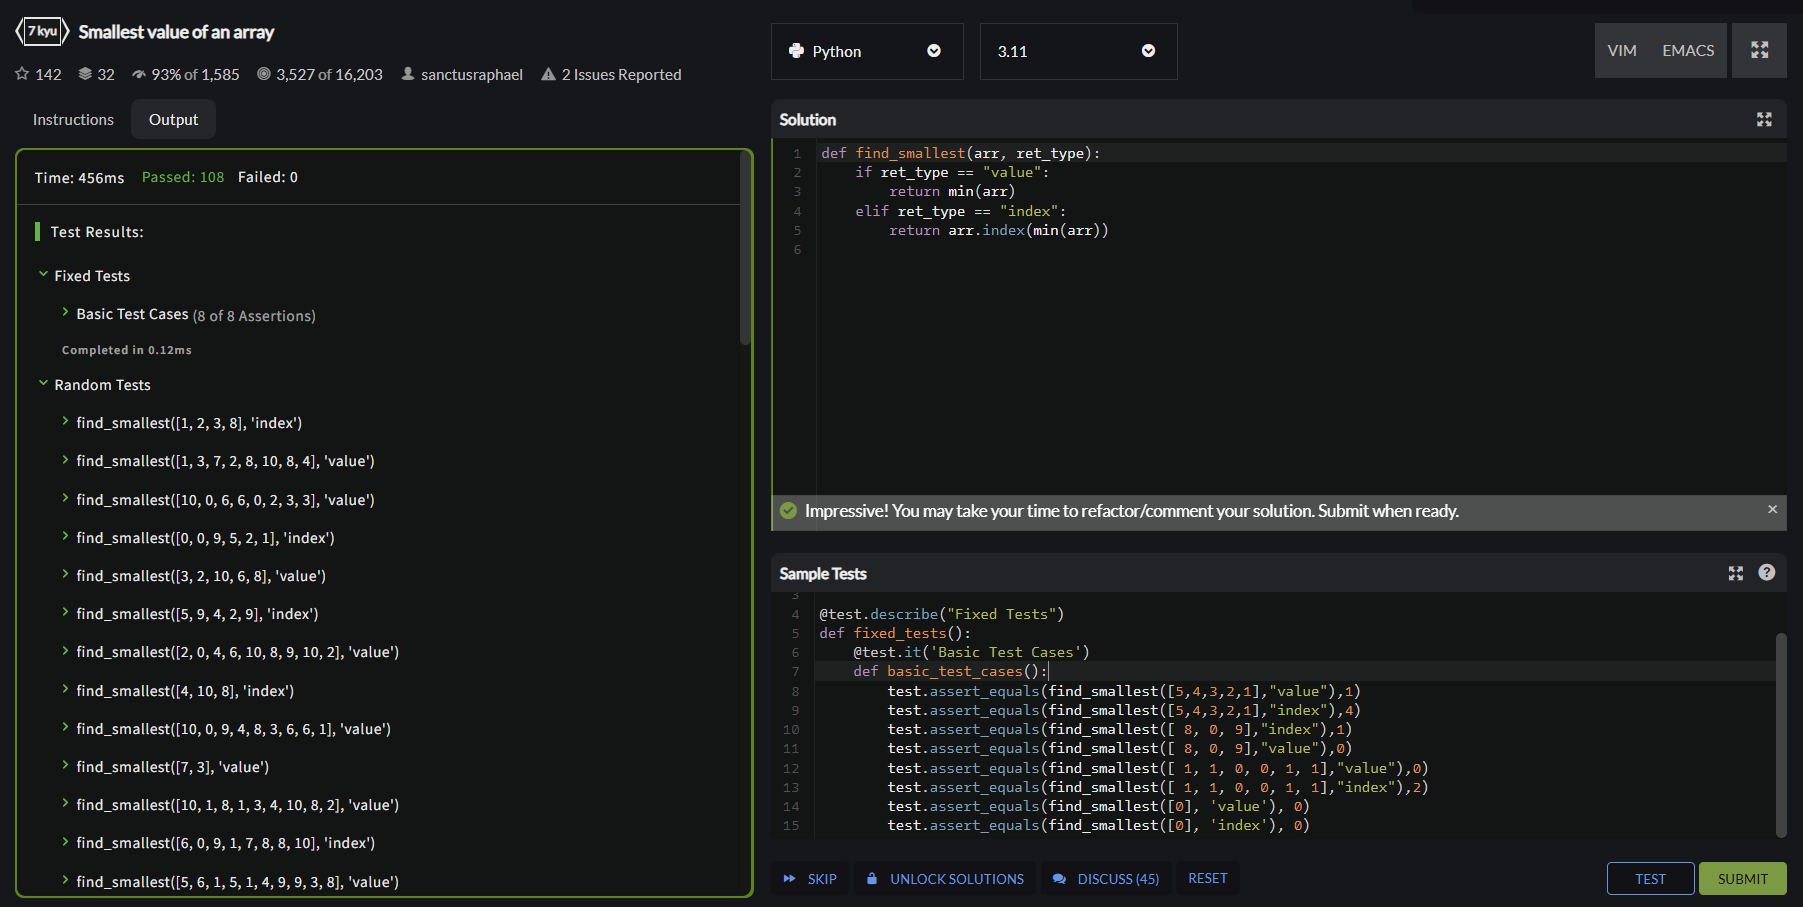 7 kyu Smallest value of an array
142 32 93% of 1,585 3,527 of 16,203 sanctusraphael 2 Issues Reported
Instructions Output
Time: 456ms Passed: 108 Failed: 0
Test Results:
Fixed Tests
Basic Test Cases (8 of 8 Assertions)
Completed in 0.12ms
Random Tests
find_smallest([1, 2, 3, 8], 'index')
find_smallest([1, 3, 7, 2, 8, 10, 8, 4], 'value')
find_smallest([10, 0, 6, 6, 0, 2, 3, 3], 'value')
find_smallest([0, 0, 9, 5, 2, 1], 'index')
find_smallest([3, 2, 10, 6, 8], 'value')
find_smallest([5, 9, 4, 2, 9], 'index')
find_smallest([2, 0, 4, 6, 10, 8, 9, 10, 2], 'value')
find_smallest([4, 10, 8], 'index')
find_smallest([10, 0, 9, 4, 8, 3, 6, 6, 1], 'value')
find_smallest([7, 3], 'value')
find_smallest([10, 1, 8, 1, 3, 4, 10, 8, 2], 'value')
find_smallest([6, 0, 9, 1, 7, 8, 8, 10], 'index')
find_smallest([5, 6, 1, 5, 1, 4, 9, 9, 3, 8], 'value')
Python 3.11 VIM EMACS
Solution
1 def find_smallest(arr, ret_type):
2 if ret_type == "value":
3 return min(arr)
4 elif ret_type == "index":
5 return arr.index(min(arr))
6
Impressive! You may take your time to refactor/comment your solution. Submit when ready. ×
Sample Tests ?
3
4 @test.describe("Fixed Tests")
5 def fixed_tests():
6 @test.it('Basic Test Cases')
7 def basic_test_cases():
8 test.assert_equals(find_smallest([5,4,3,2,1],"value"),1)
9 test.assert_equals(find_smallest([5,4,3,2,1],"index"),4)
10 test.assert_equals(find_smallest([ 8, 0, 9],"index"),1)
11 test.assert_equals(find_smallest([ 8, 0, 9],"value"),0)
12 test.assert_equals(find_smallest([ 1, 1, 0, 0, 1, 1],"value"),0)
13 test.assert_equals(find_smallest([ 1, 1, 0, 0, 1, 1],"index"),2)
14 test.assert_equals(find_smallest([0], 'value'), 0)
15 test.assert_equals(find_smallest([0], 'index'), 0)
SKIP UNLOCK SOLUTIONS DISCUSS (45) RESET TEST SUBMIT